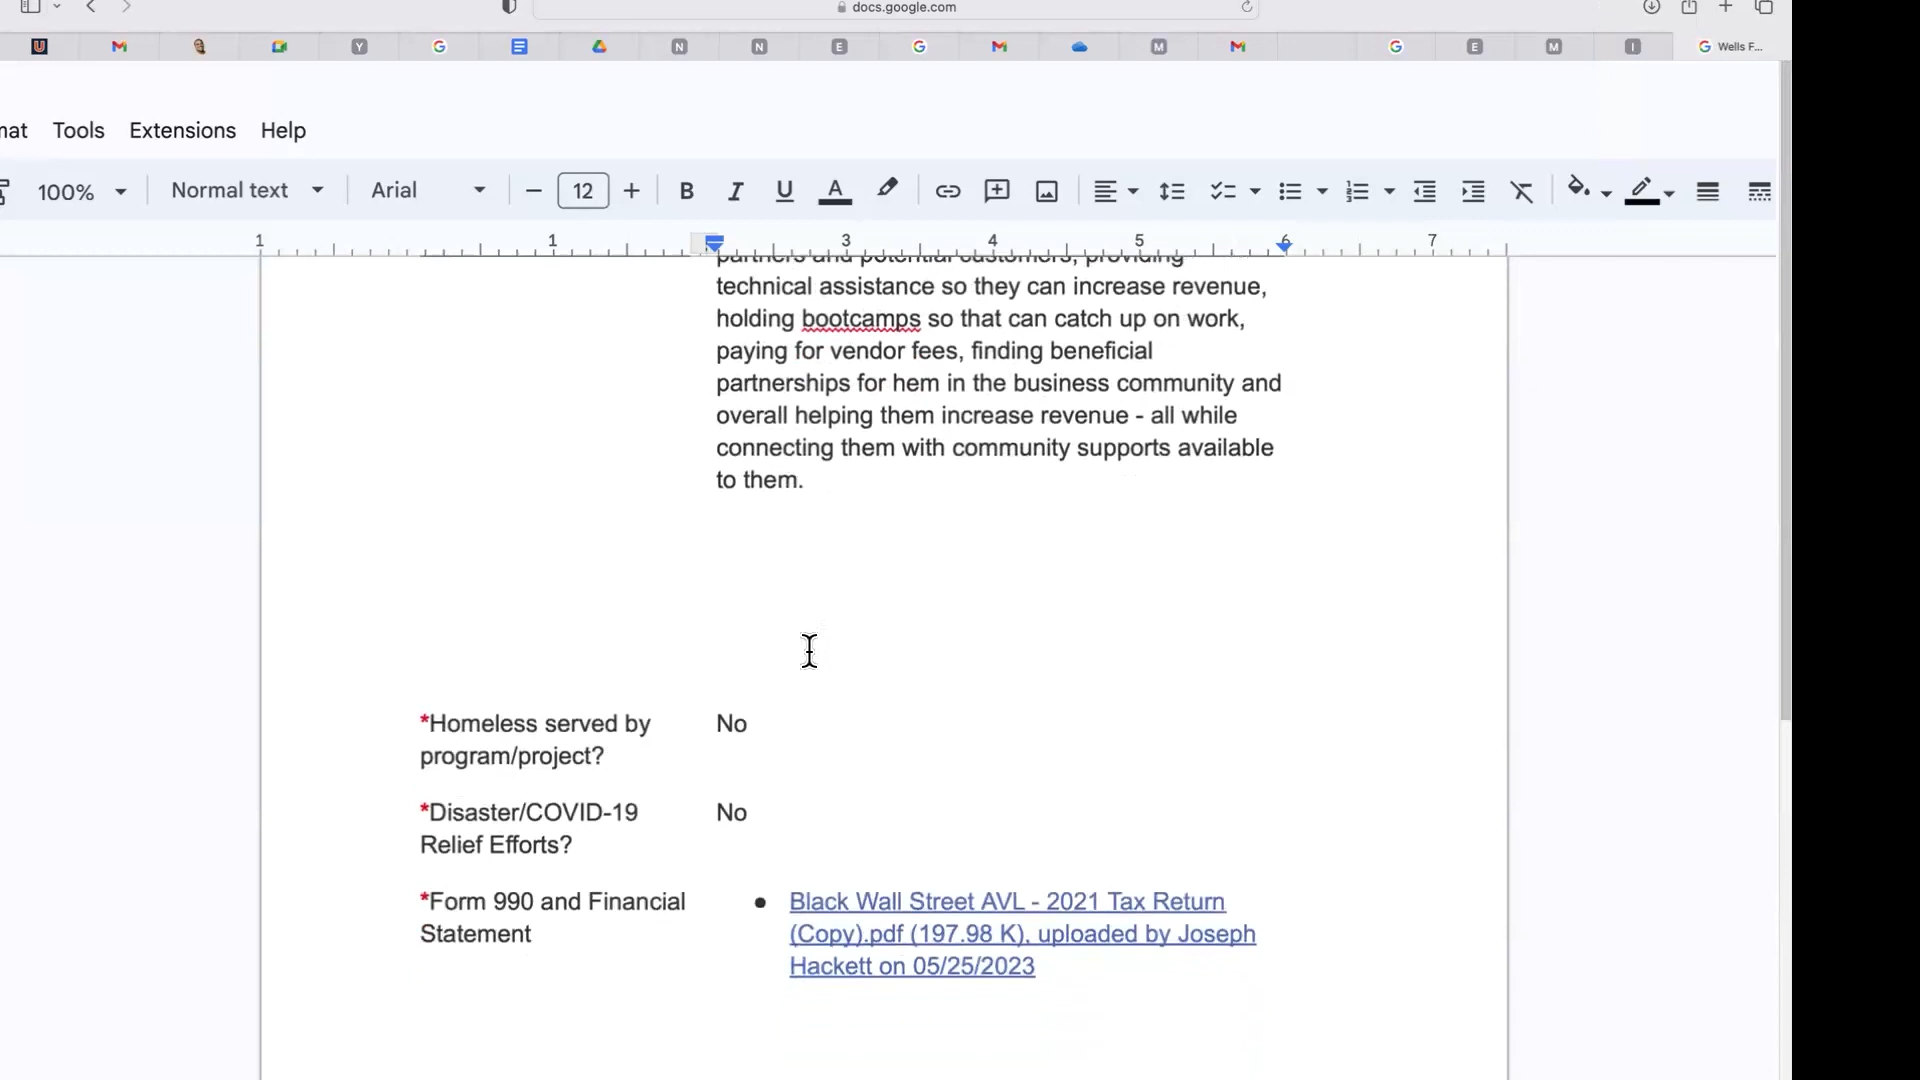 docs.google.com
U
Y
G
N
N
E
G
M
G
E
M
I
G Wells F...
mat Tools Extensions Help
100% Normal text Arial 12 B I U A
1 1 3 4 5 6 7
partners and potential customers, providing
technical assistance so they can increase revenue,
holding bootcamps so that can catch up on work,
paying for vendor fees, finding beneficial
partnerships for hem in the business community and
overall helping them increase revenue - all while
connecting them with community supports available
to them.
*Homeless served by No
program/project?
*Disaster/COVID-19 No
Relief Efforts?
*Form 990 and Financial ● Black Wall Street AVL - 2021 Tax Return
Statement (Copy).pdf (197.98 K), uploaded by Joseph
Hackett on 05/25/2023